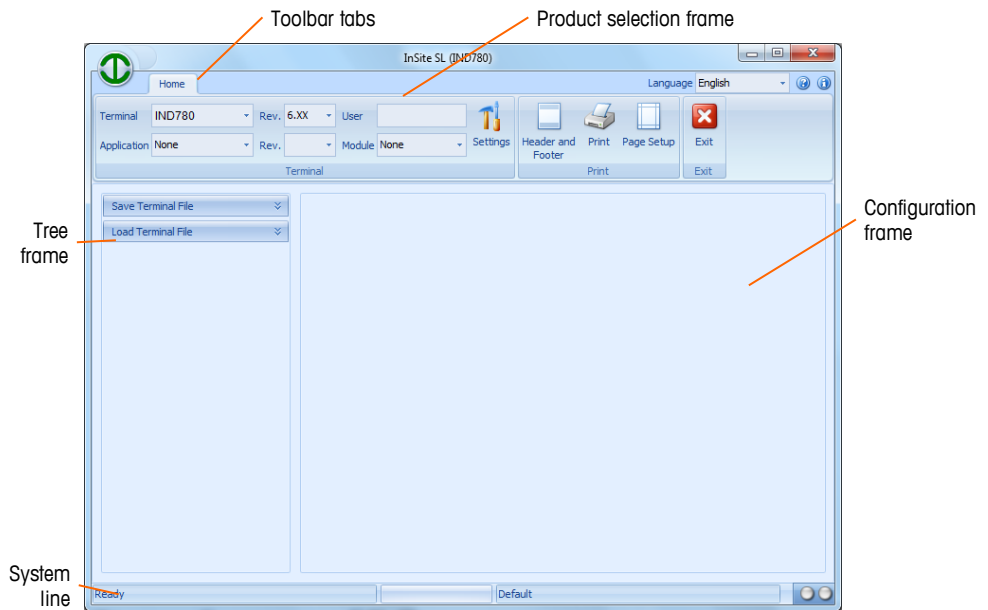 Toolbar tabs
Product selection frame
InSite SL (IND780)
Home
Language English
Terminal IND780 Rev. 6.XX User
Application None Rev. Module None
Settings
Header and Footer
Print
Page Setup
Exit
Terminal
Print
Exit
Save Terminal File
Load Terminal File
Tree
frame
Configuration
frame
System
line
Ready
Default